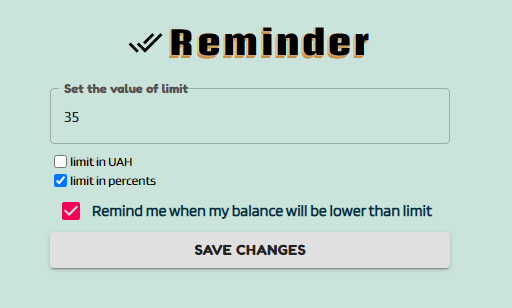 Reminder
Set the value of limit
35
limit in UAH
limit in percents
Remind me when my balance will be lower than limit
SAVE CHANGES